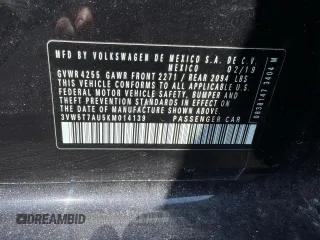 MFD. BY VOLKSWAGEN DE MEXICO S.A. DE C.V.
MEXICO 02/19
GVWR 4255 GAWR FRONT 2271 / REAR 2094 LBS
THIS VEHICLE CONFORMS TO ALL APPLICABLE U.S.
FEDERAL MOTOR VEHICLE SAFETY, BUMPER, AND
THEFT PREVENTION STANDARDS IN EFFECT ON THE
DATE OF MANUFACTURE SHOWN ABOVE.
3VW5T7AU5KM014139 PASSENGER CAR
003814T 3404 M
DREAMBID